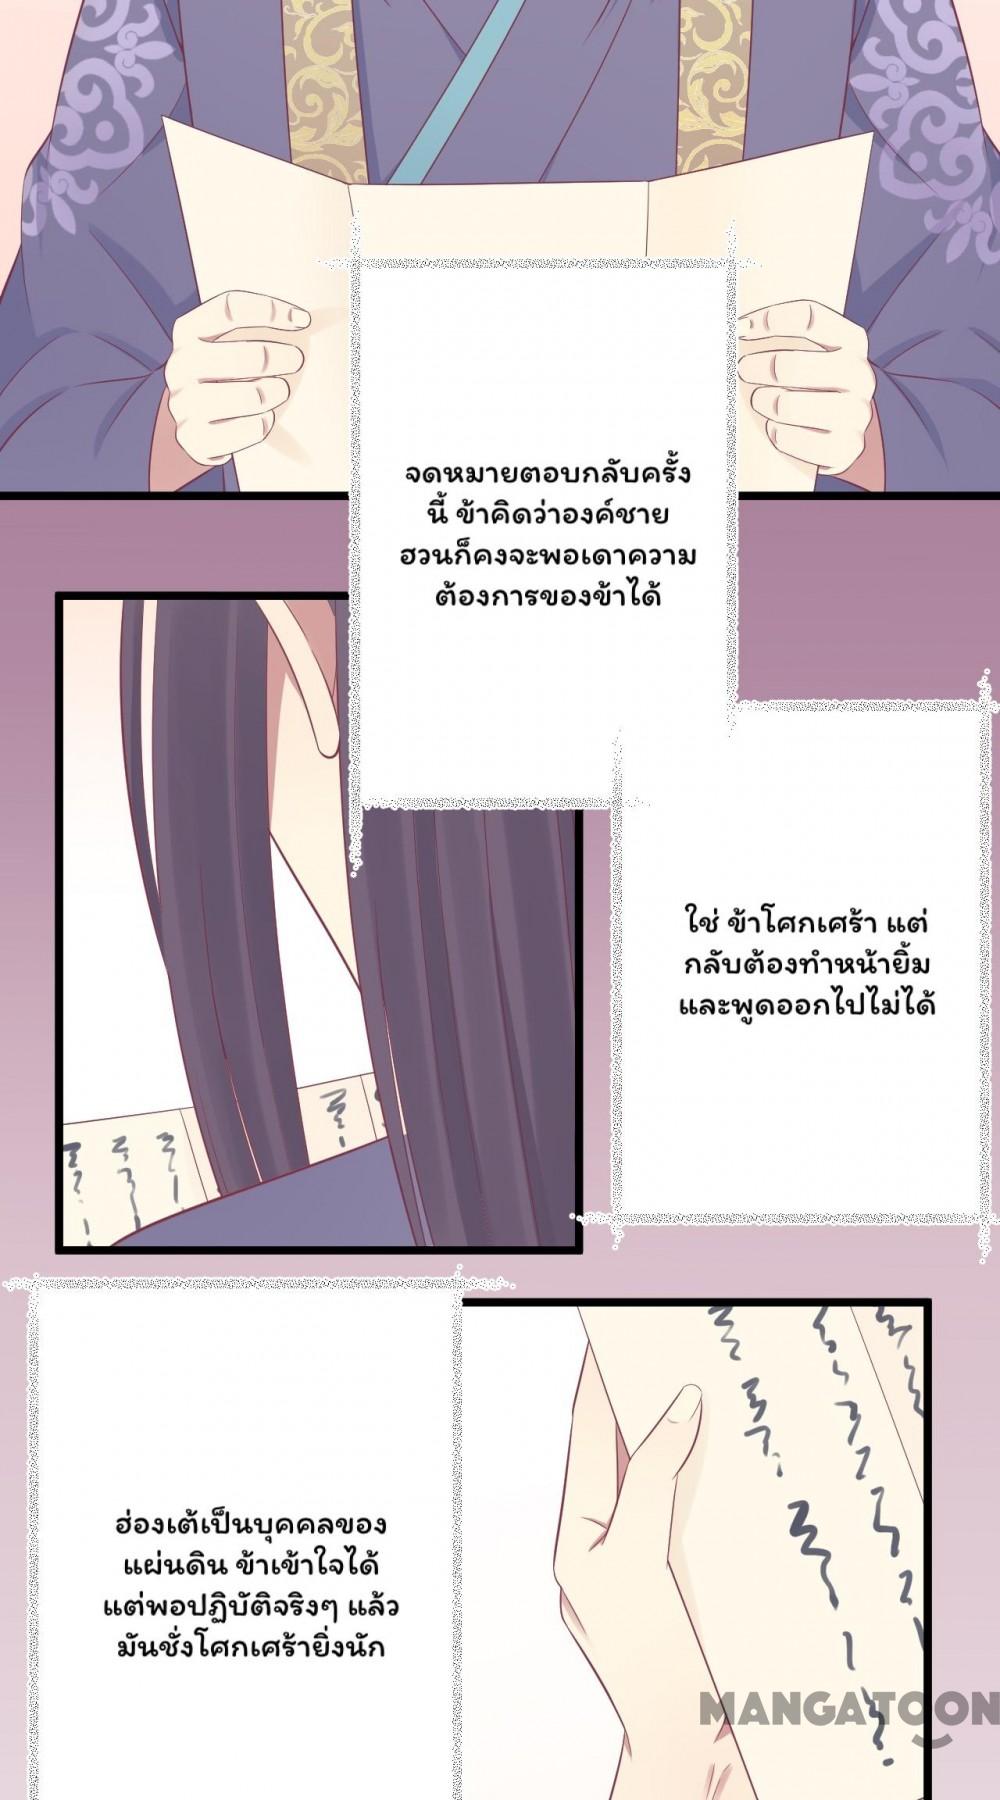 จดหมายตอบกลับครั้ง
นี้ ข้าคิดว่าองค์ชาย
ฮวนก็คงจะพอเดาความ
ต้องการของข้าได้
ใช่ ข้าโศกเศร้า แต่
กลับต้องทำหน้ายิ้ม
และพูดออกไปไม่ได้
ฮ่องเต้เป็นบุคคลของ
แผ่นดิน ข้าเข้าใจได้
แต่พอปฏิบัติจริงๆ แล้ว
มันชั่งโศกเศร้ายิ่งนัก
MANGATOON